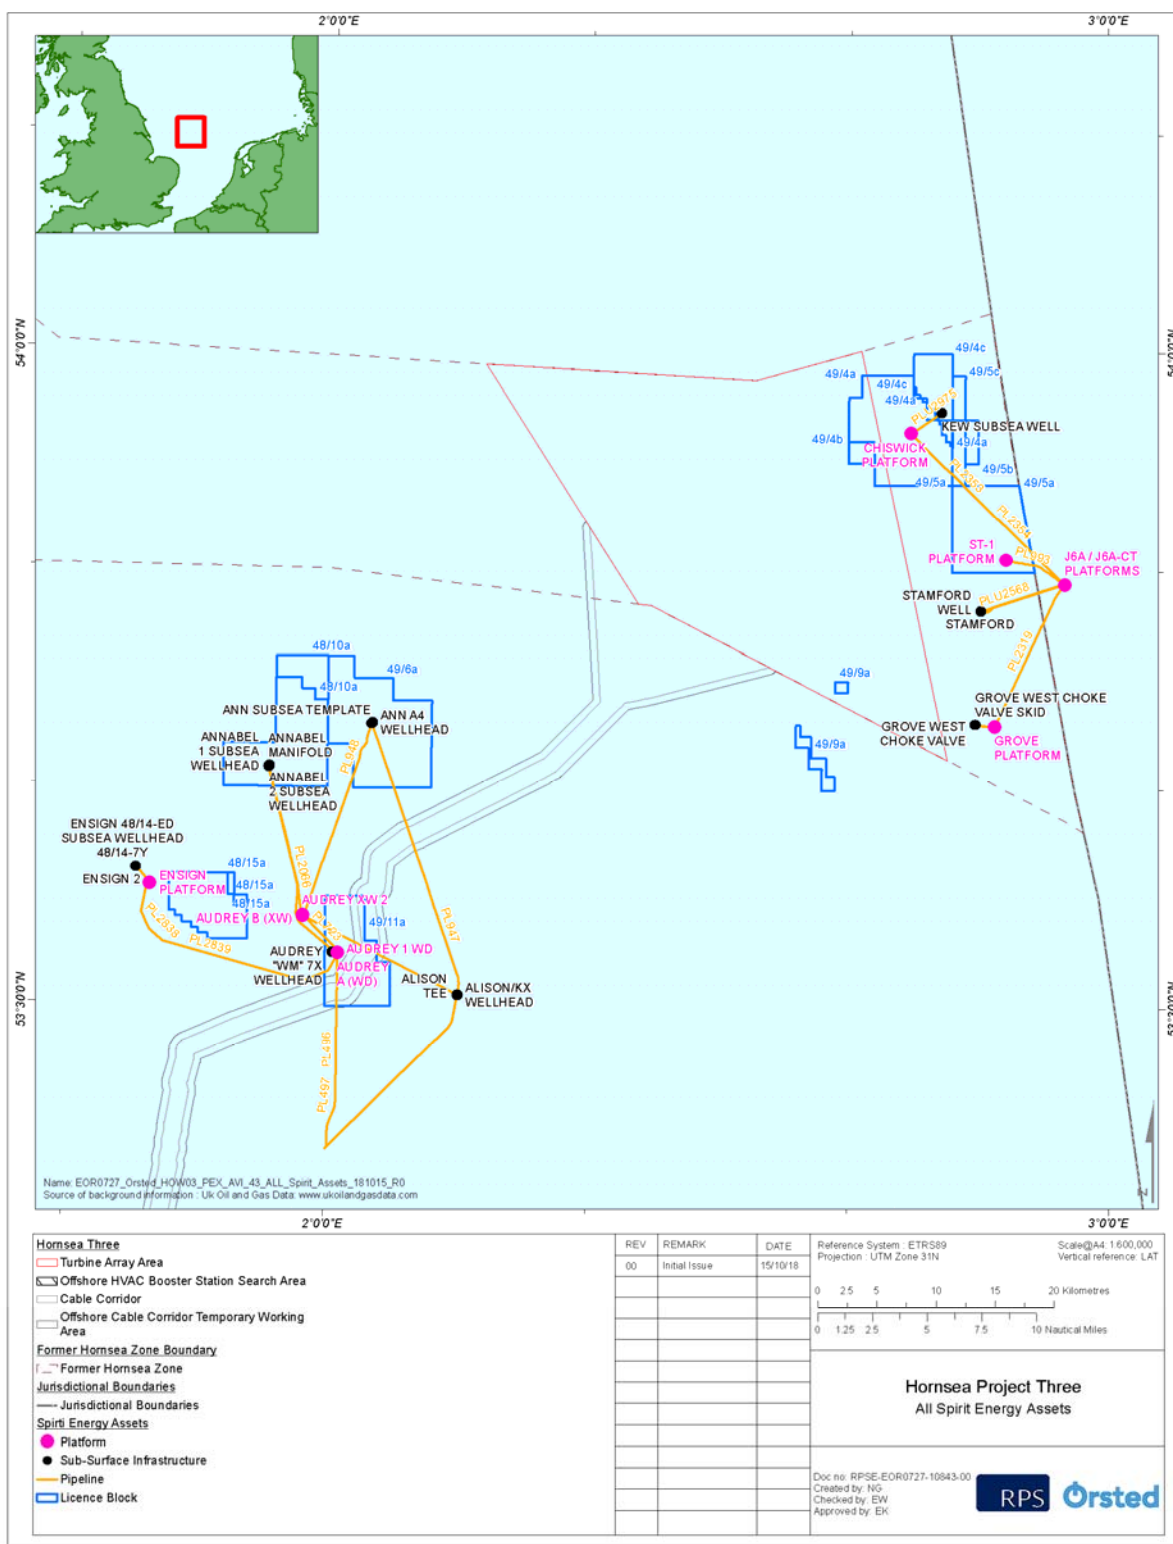 2°0'0"E
3°0'0"E
54°0'0"N
54°0'0"N
49/4c
49/4a
49/4c
49/5c
49/4a
PLU2975
KEW SUBSEA WELL
49/4b
49/4a
CHISWICK
PLATFORM
49/5b
49/5a
49/5a
PL2350
PL2354
ST-1
PLATFORM
PL993
J6A / J6A-CT
PLATFORMS
STAMFORD
WELL
PLU2568
STAMFORD
PL2319
48/10a
49/6a
49/9a
48/10a
GROVE WEST CHOKE
VALVE SKID
ANN SUBSEA TEMPLATE
ANN A4
WELLHEAD
GROVE WEST
CHOKE VALVE
GROVE
PLATFORM
ANNABEL
1 SUBSEA
WELLHEAD
ANNABEL
MANIFOLD
PL948
49/9a
ANNABEL
2 SUBSEA
WELLHEAD
ENSIGN 48/14-ED
SUBSEA WELLHEAD
48/14-7Y
48/15a
ENSIGN 2
ENSIGN
PLATFORM
48/15a
48/15a
PL2066
AUDREY XW 2
AUDREY B (XW)
PL2838
PL2839
49/11a
PL947
AUDREY
"WM" 7X
WELLHEAD
AUDREY 1 WD
AUDREY
A (WD)
ALISON
TEE
ALISON/KX
WELLHEAD
53°30'0"N
53°30'0"N
PL496
PL497
Name: EOR0727_Orsted_HOW03_PEX_AVI_43_ALL_Spirit_Assets_181015_R0
Source of background information : Uk Oil and Gas Data: www.ukoilandgasdata.com
N
2°0'0"E
3°0'0"E
Hornsea Three
Turbine Array Area
Offshore HVAC Booster Station Search Area
Cable Corridor
Offshore Cable Corridor Temporary Working
Area
Former Hornsea Zone Boundary
Former Hornsea Zone
Jurisdictional Boundaries
Jurisdictional Boundaries
Spirti Energy Assets
Platform
Sub-Surface Infrastructure
Pipeline
Licence Block
REV REMARK DATE
00 Initial Issue 15/10/18
Reference System : ETRS89 Scale@A4: 1:600,000
Projection : UTM Zone 31N Vertical reference: LAT
0 2.5 5 10 15 20 Kilometres
0 1.25 2.5 5 7.5 10 Nautical Miles
Hornsea Project Three
All Spirit Energy Assets
Doc no: RPSE-EOR0727-10843-00
Created by: NG
Checked by: EW
Approved by: EK
RPS
Orsted